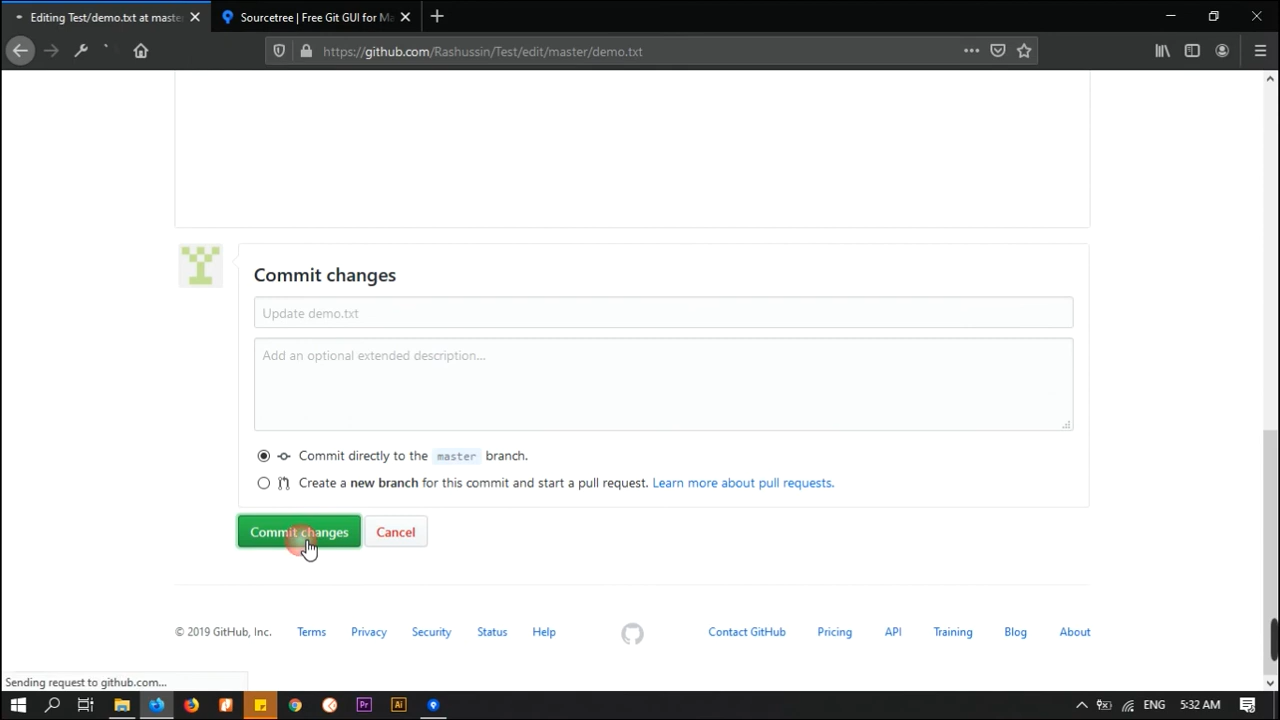 Editing Test/demo.txt at master
Sourcetree | Free Git GUI for Ma
https://github.com/Rashussin/Test/edit/master/demo.txt
Commit changes
Update demo.txt
Add an optional extended description...
Commit directly to the master branch.
Create a new branch for this commit and start a pull request. Learn more about pull requests.
Commit changes
Cancel
© 2019 GitHub, Inc.
Terms
Privacy
Security
Status
Help
Contact GitHub
Pricing
API
Training
Blog
About
Sending request to github.com...
Pr
Ai
ENG
5:32 AM